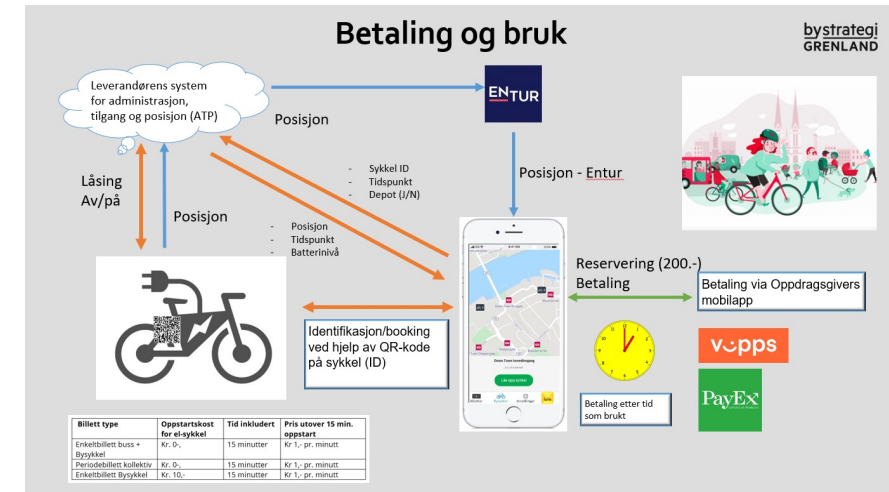 Betaling og bruk
bystrategi
GRENLAND
Leverandørens system
for administrasjon,
tilgang og posisjon (ATP)
ENTUR
Posisjon
- Sykkel ID
- Tidspunkt
- Depot (J/N)
-
Posisjon - Entur
Låsing
Av/på
Posisjon
- Posisjon
- Tidspunkt
- Batterinivå
Reservering (200.-)
Betaling
Betaling via Oppdragsgivers
mobilapp
Identifikasjon/booking
ved hjelp av QR-kode
på sykkel (ID)
vipps
PayEx
Betaling etter tid
som brukt
Billett type | Oppstartskost for el-sykkel | Tid inkludert | Pris utover 15 min. oppstart
Enkeltbillett buss + Bysykkel | Kr. 0-, | 15 minutter | Kr 1,- pr. minutt
Periodebillett kollektiv | Kr. 0-, | 15 minutter | Kr 1,- pr. minutt
Enkeltbillett Bysykkel | Kr. 10,- | 15 minutter | Kr 1,- pr. minutt